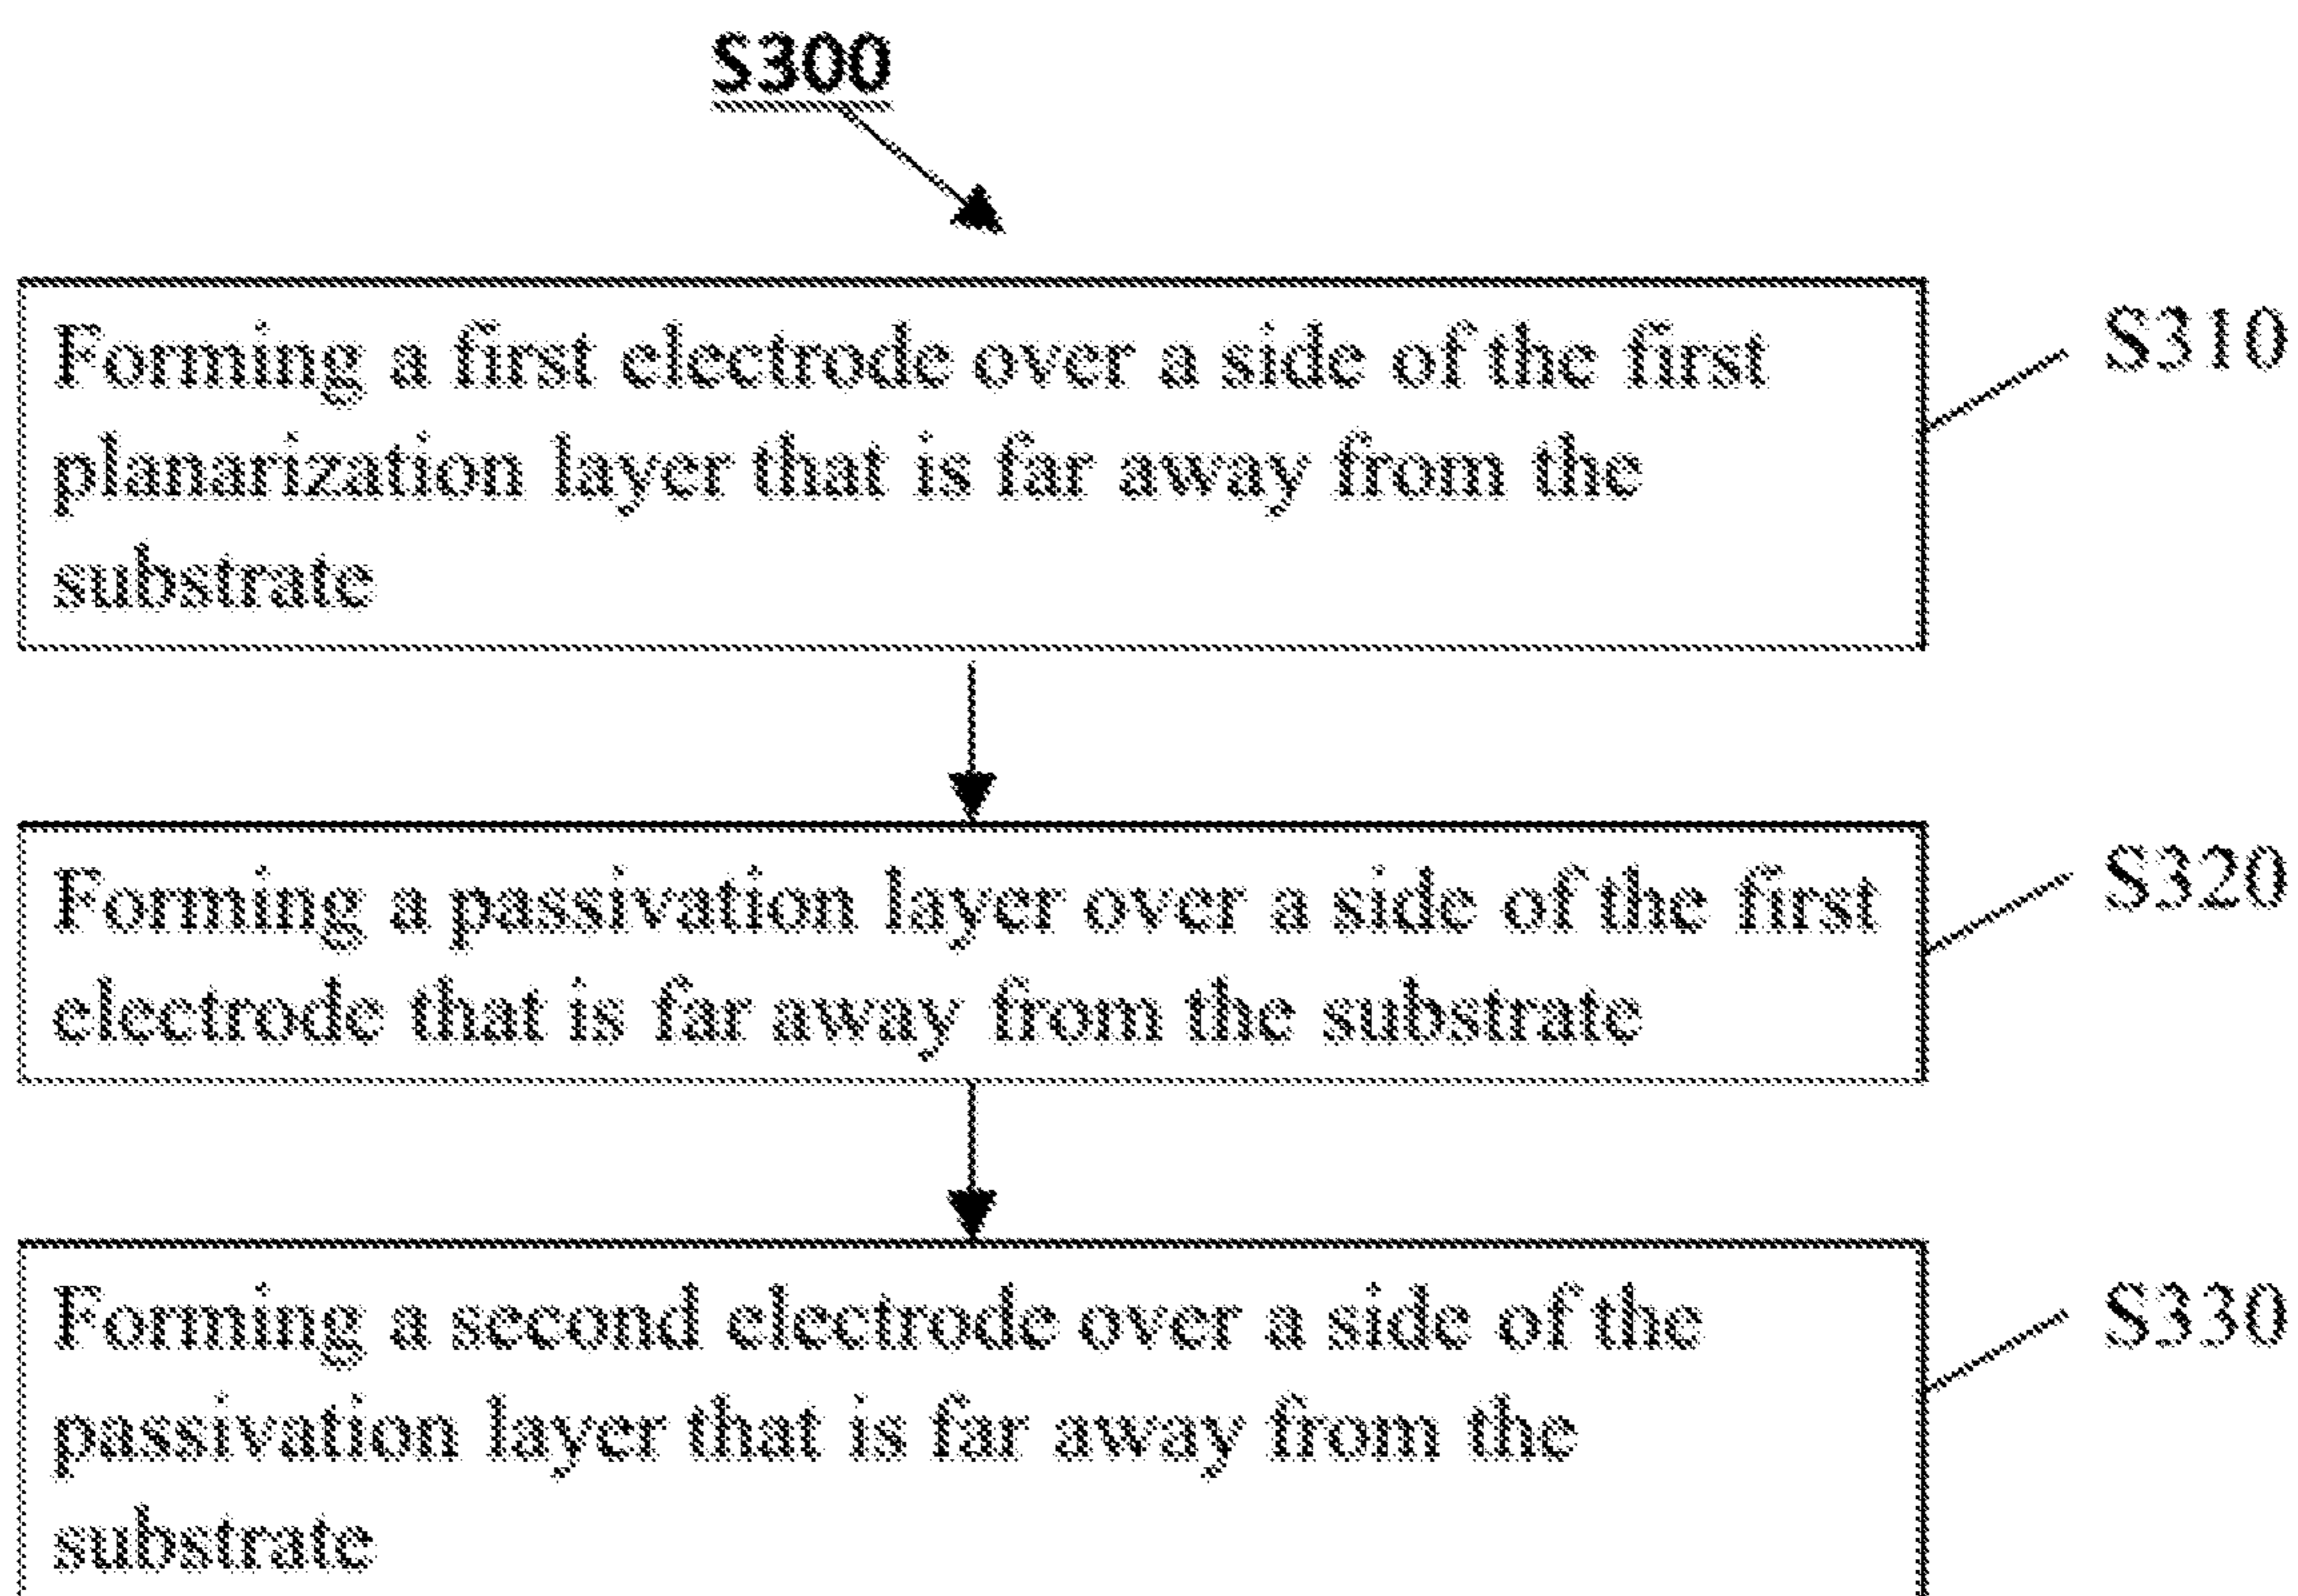 S300
Forming a first electrode over a side of the first
planarization layer that is far away from the
substrate
S310
Forming a passivation layer over a side of the first
electrode that is far away from the substrate
S320
Forming a second electrode over a side of the
passivation layer that is far away from the
substrate
S330